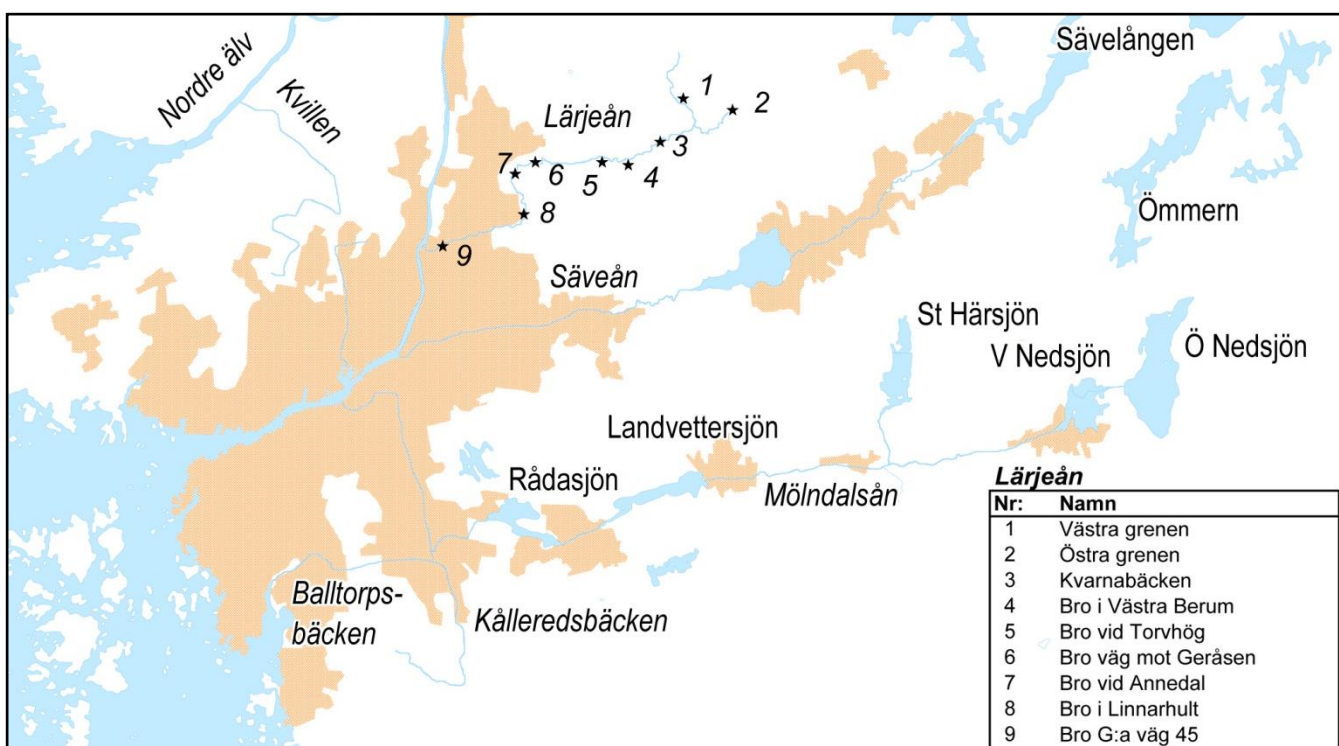 Sävelången
Nordre älv
Kvillen
Lärjeån
1
2
3
4
5
6
7
8
9
Ömmern
Säveån
St Härsjön
V Nedsjön
Ö Nedsjön
Landvettersjön
Rådasjön
Mölndalsån
Balltorps-
bäcken
Kålleredsbäcken
Lärjeån
Nr: Namn
1 Västra grenen
2 Östra grenen
3 Kvarnabäcken
4 Bro i Västra Berum
5 Bro vid Torvhög
6 Bro väg mot Geråsen
7 Bro vid Annedal
8 Bro i Linnarhult
9 Bro G:a väg 45